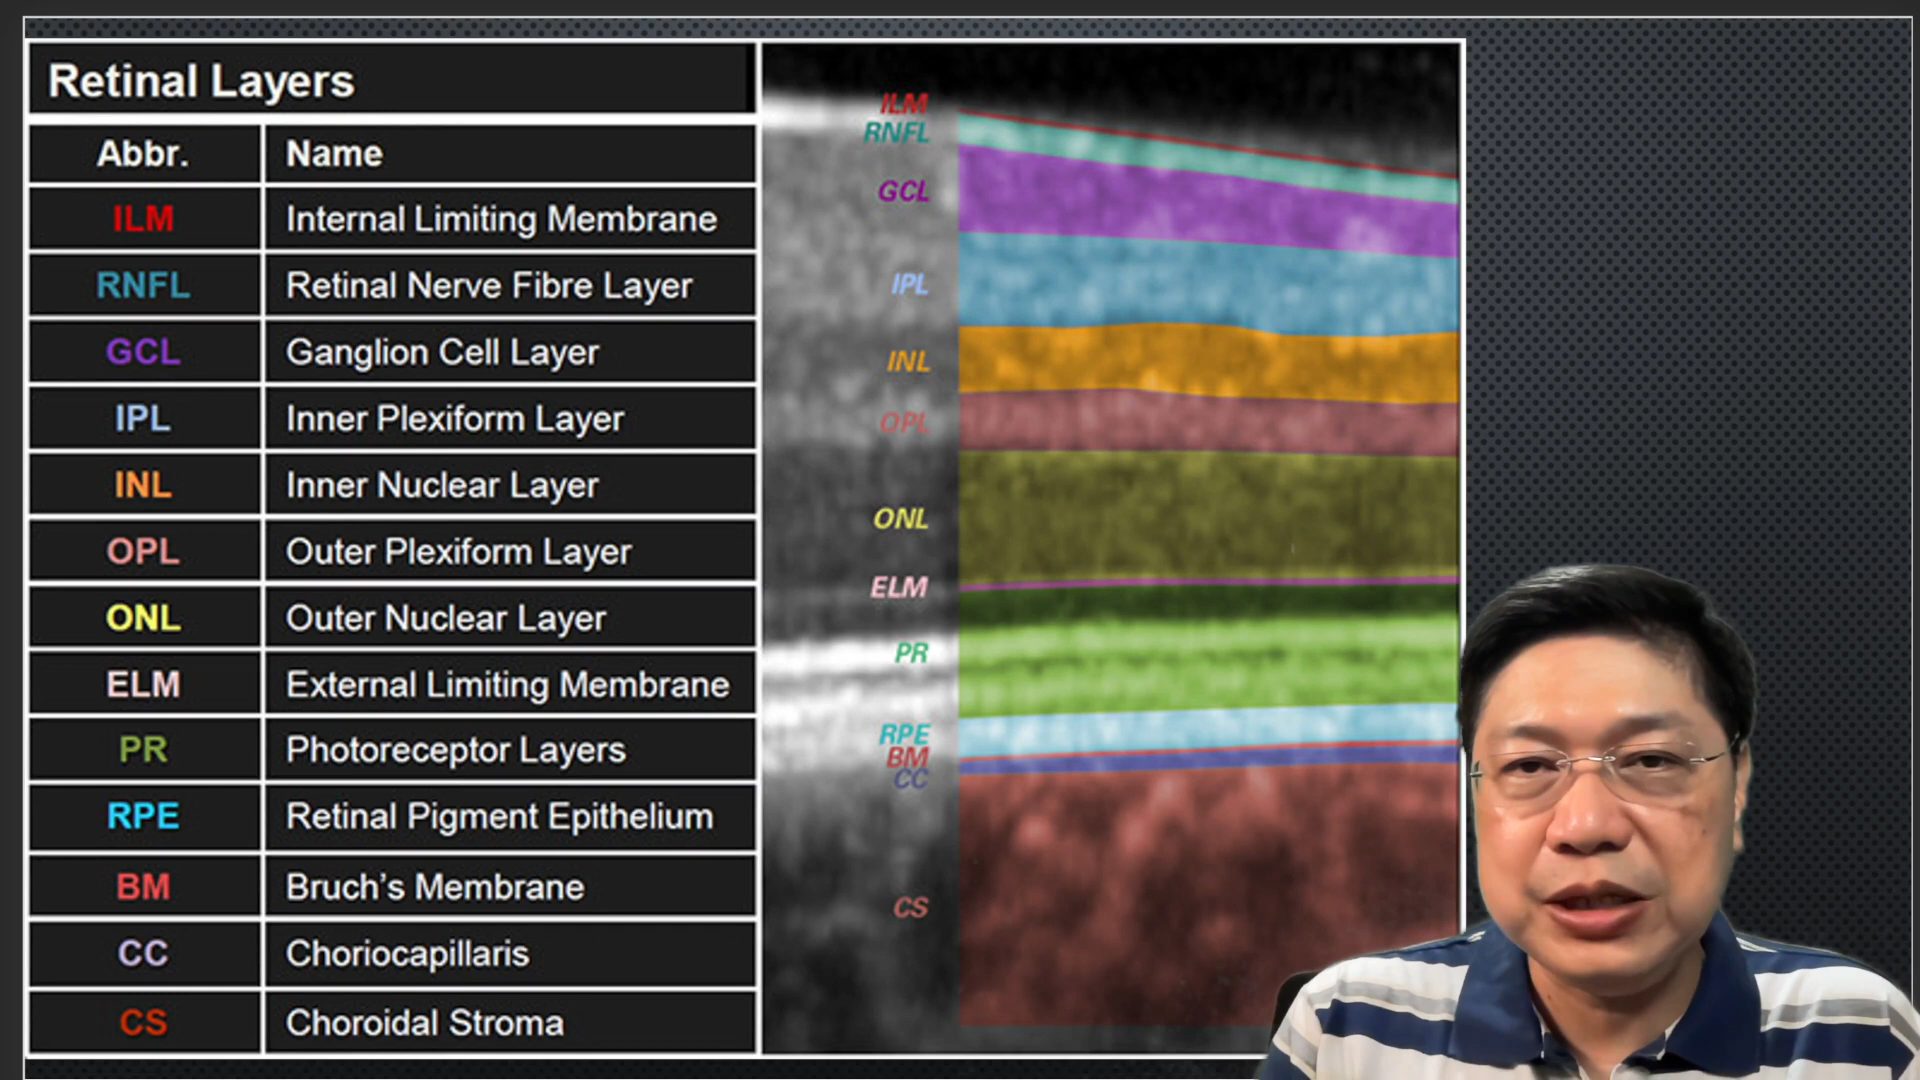 Retinal Layers
Abbr. Name
ILM Internal Limiting Membrane
RNFL Retinal Nerve Fibre Layer
GCL Ganglion Cell Layer
IPL Inner Plexiform Layer
INL Inner Nuclear Layer
OPL Outer Plexiform Layer
ONL Outer Nuclear Layer
ELM External Limiting Membrane
PR Photoreceptor Layers
RPE Retinal Pigment Epithelium
BM Bruch’s Membrane
CC Choriocapillaris
CS Choroidal Stroma
ILM
RNFL
GCL
IPL
INL
OPL
ONL
ELM
PR
RPE
BM
CC
CS